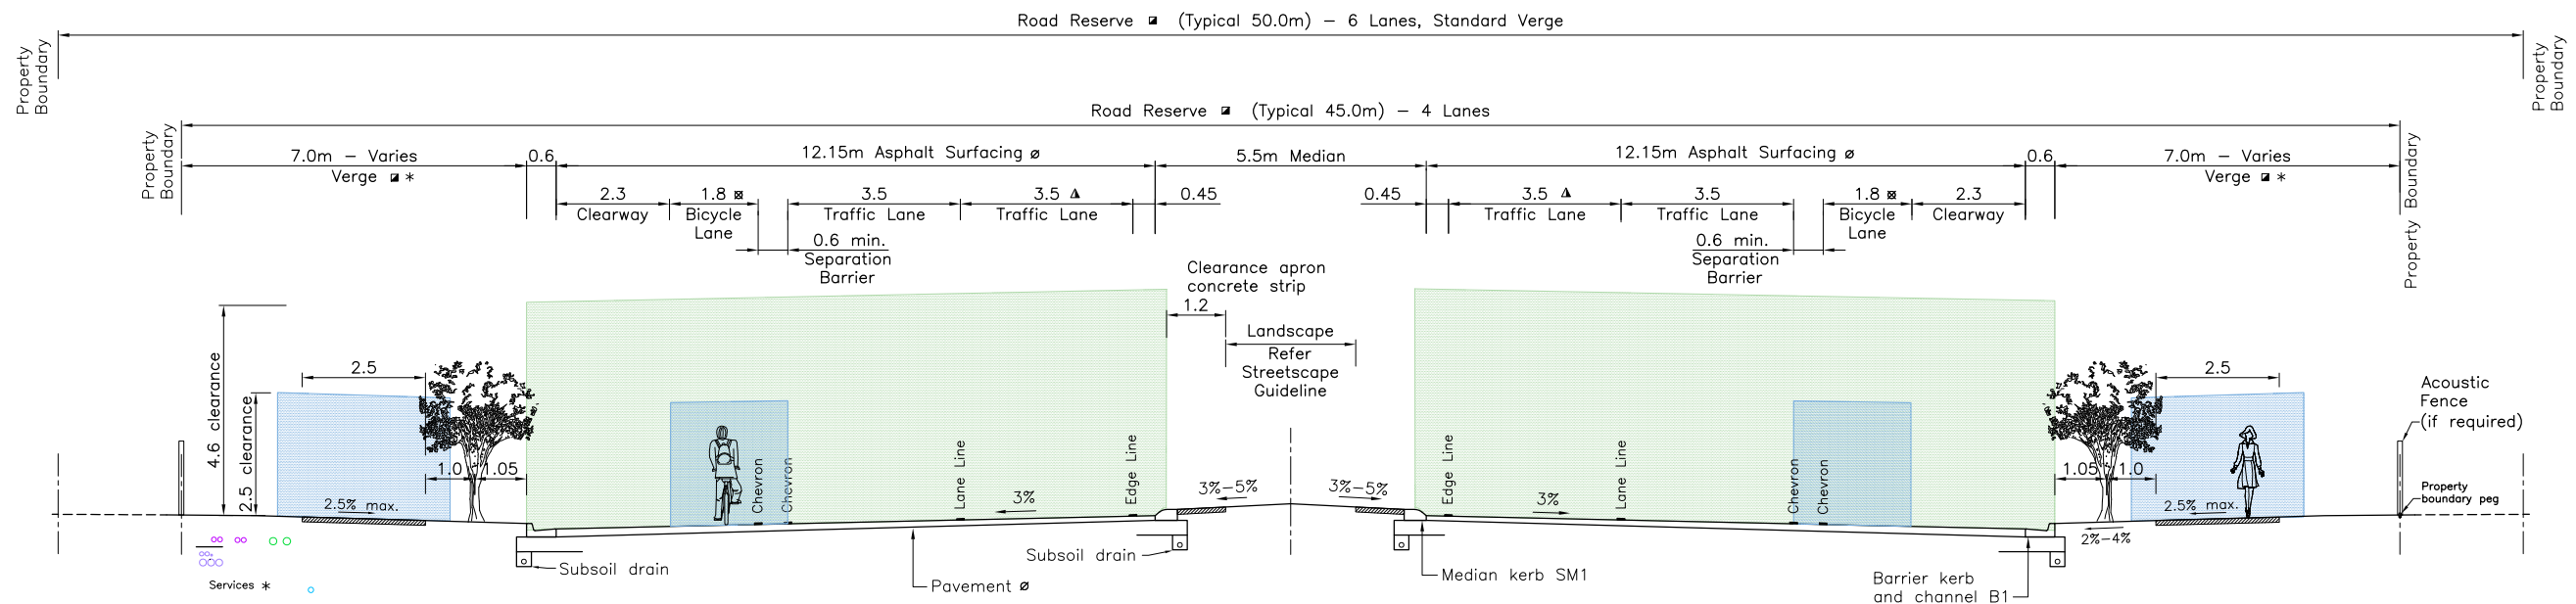 Road Reserve (Typical 50.0m) – 6 Lanes, Standard Verge
Property
Boundary
Property
Boundary
Road Reserve (Typical 45.0m) – 4 Lanes
Property
Boundary
Property Boundary
7.0m – Varies
Verge *
0.6
12.15m Asphalt Surfacing ø
5.5m Median
12.15m Asphalt Surfacing ø
0.6
7.0m – Varies
Verge *
2.3
Clearway
1.8
Bicycle
Lane
3.5
Traffic Lane
3.5
Traffic Lane
0.45
0.45
3.5
Traffic Lane
3.5
Traffic Lane
1.8
Bicycle
Lane
2.3
Clearway
0.6 min.
Separation
Barrier
0.6 min.
Separation
Barrier
Clearance apron
concrete strip
1.2
Landscape
Refer
Streetscape
Guideline
4.6 clearance
2.5 clearance
2.5
1.0
1.05
2.5% max.
Chevron
Chevron
Lane Line
3%
Edge Line
3%–5%
3%–5%
Edge Line
3%
Lane Line
Chevron
Chevron
2.5
1.05
1.0
2.5% max.
2%–4%
Acoustic
Fence
(if required)
Property
boundary peg
Services *
Subsoil drain
Pavement ø
Subsoil drain
Median kerb SM1
Barrier kerb
and channel B1